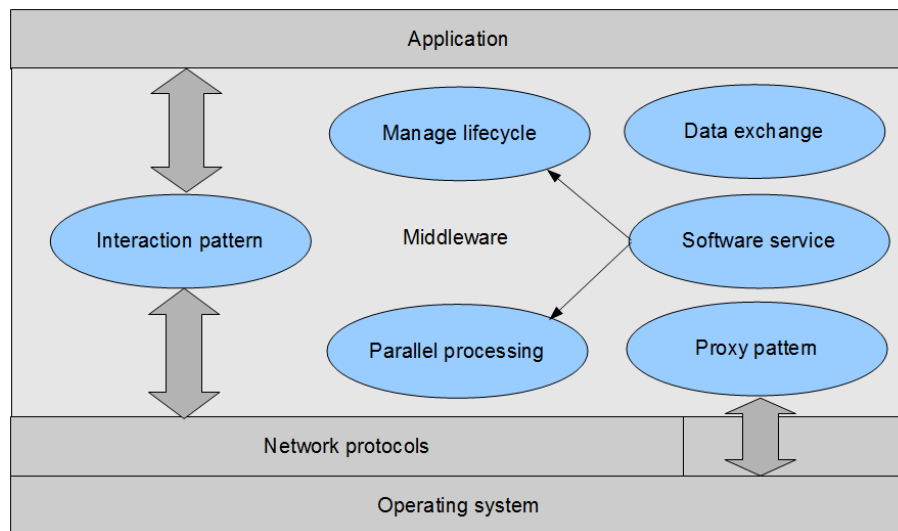 Application
Manage lifecycle
Data exchange
Interaction pattern
Middleware
Software service
Parallel processing
Proxy pattern
Network protocols
Operating system